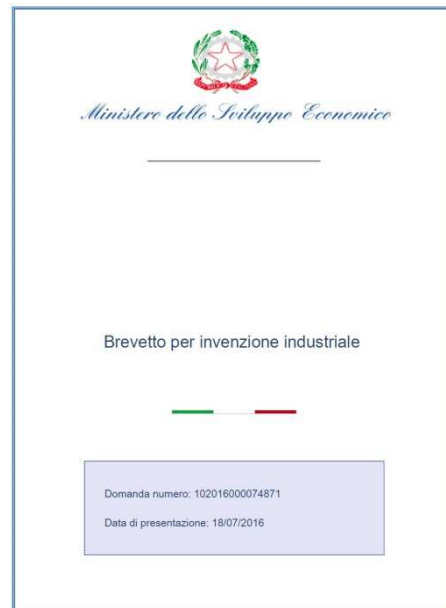 Ministero dello Sviluppo Economico
Brevetto per invenzione industriale
Domanda numero: 102016000074871
Data di presentazione: 18/07/2016